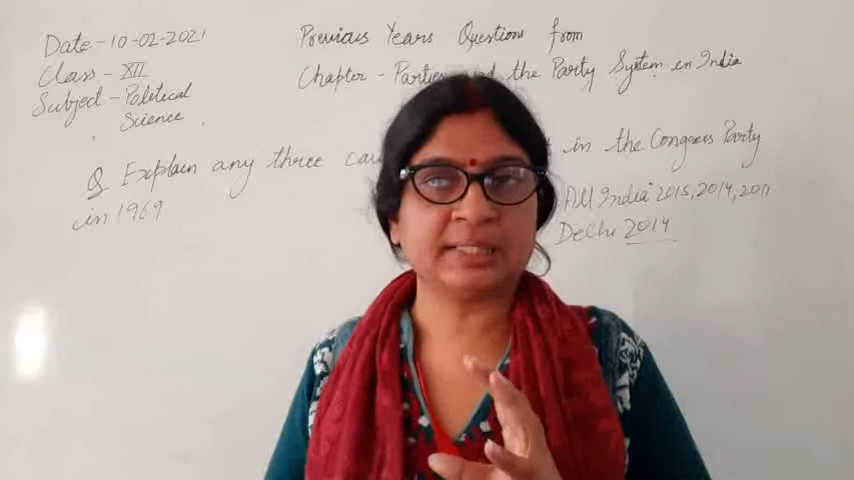 Date - 10-02-2021
Class - XII
Subject - Political
Science
Previous Years Questions from
Chapter - Parties and the Party System in India
Q Explain any three in the Congress Party
in 1969
All India 2015, 2014, 2011
Delhi 2014